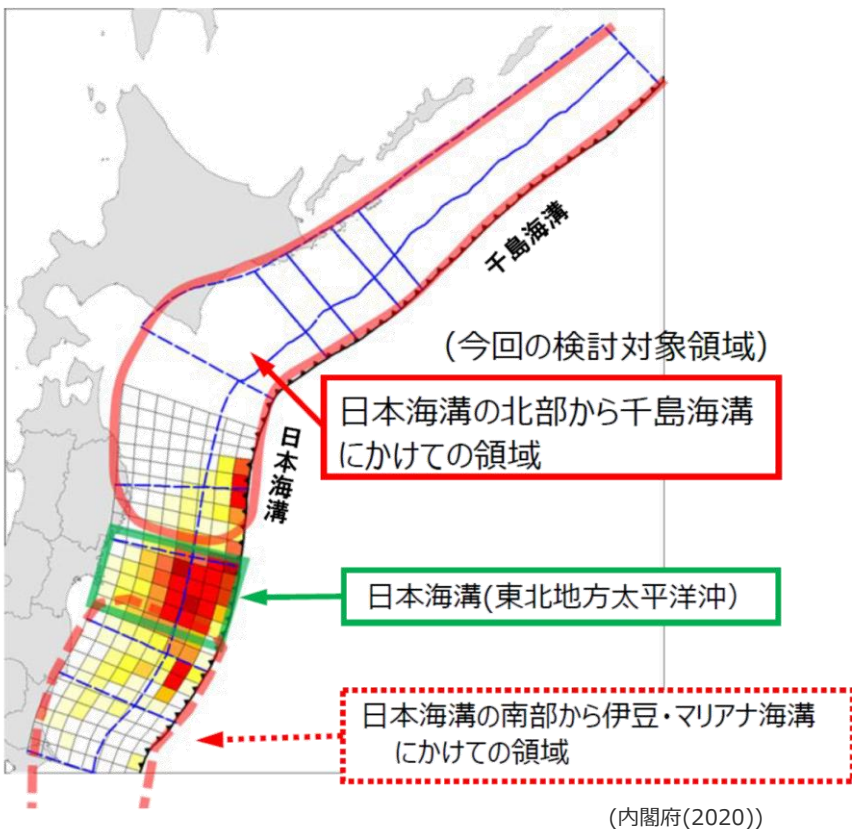 千島海溝
(今回の検討対象領域)
日本海溝の北部から千島海溝
にかけての領域
日本海溝
日本海溝(東北地方太平洋沖)
日本海溝の南部から伊豆・マリアナ海溝
にかけての領域
(内閣府(2020))